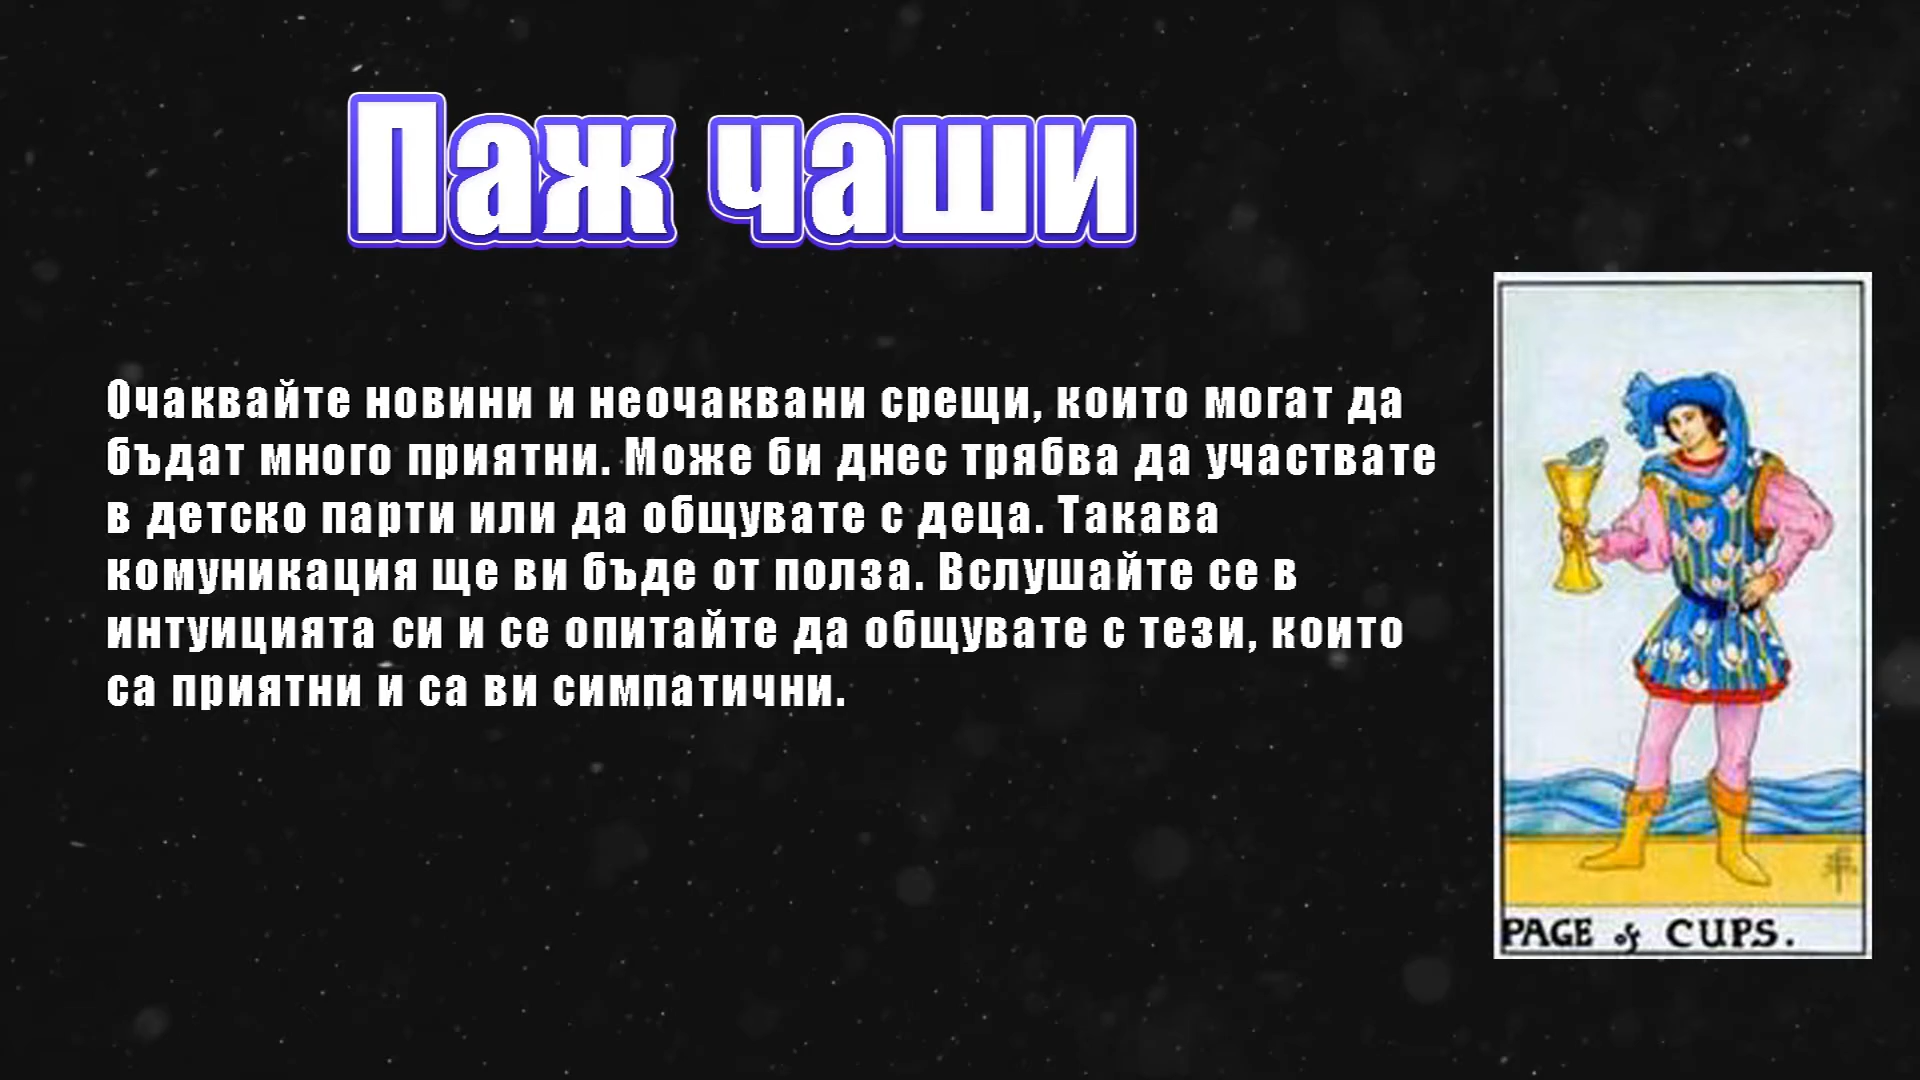 Паж чаши
Очаквайте новини и неочаквани срещи, които могат да
бъдат много приятни. Може би днес трябва да участвате
в детско парти или да общувате с деца. Такава
комуникация ще ви бъде от полза. Вслушайте се в
интуицията си и се опитайте да общувате с тези, които
са приятни и са ви симпатични.
PAGE of CUPS.